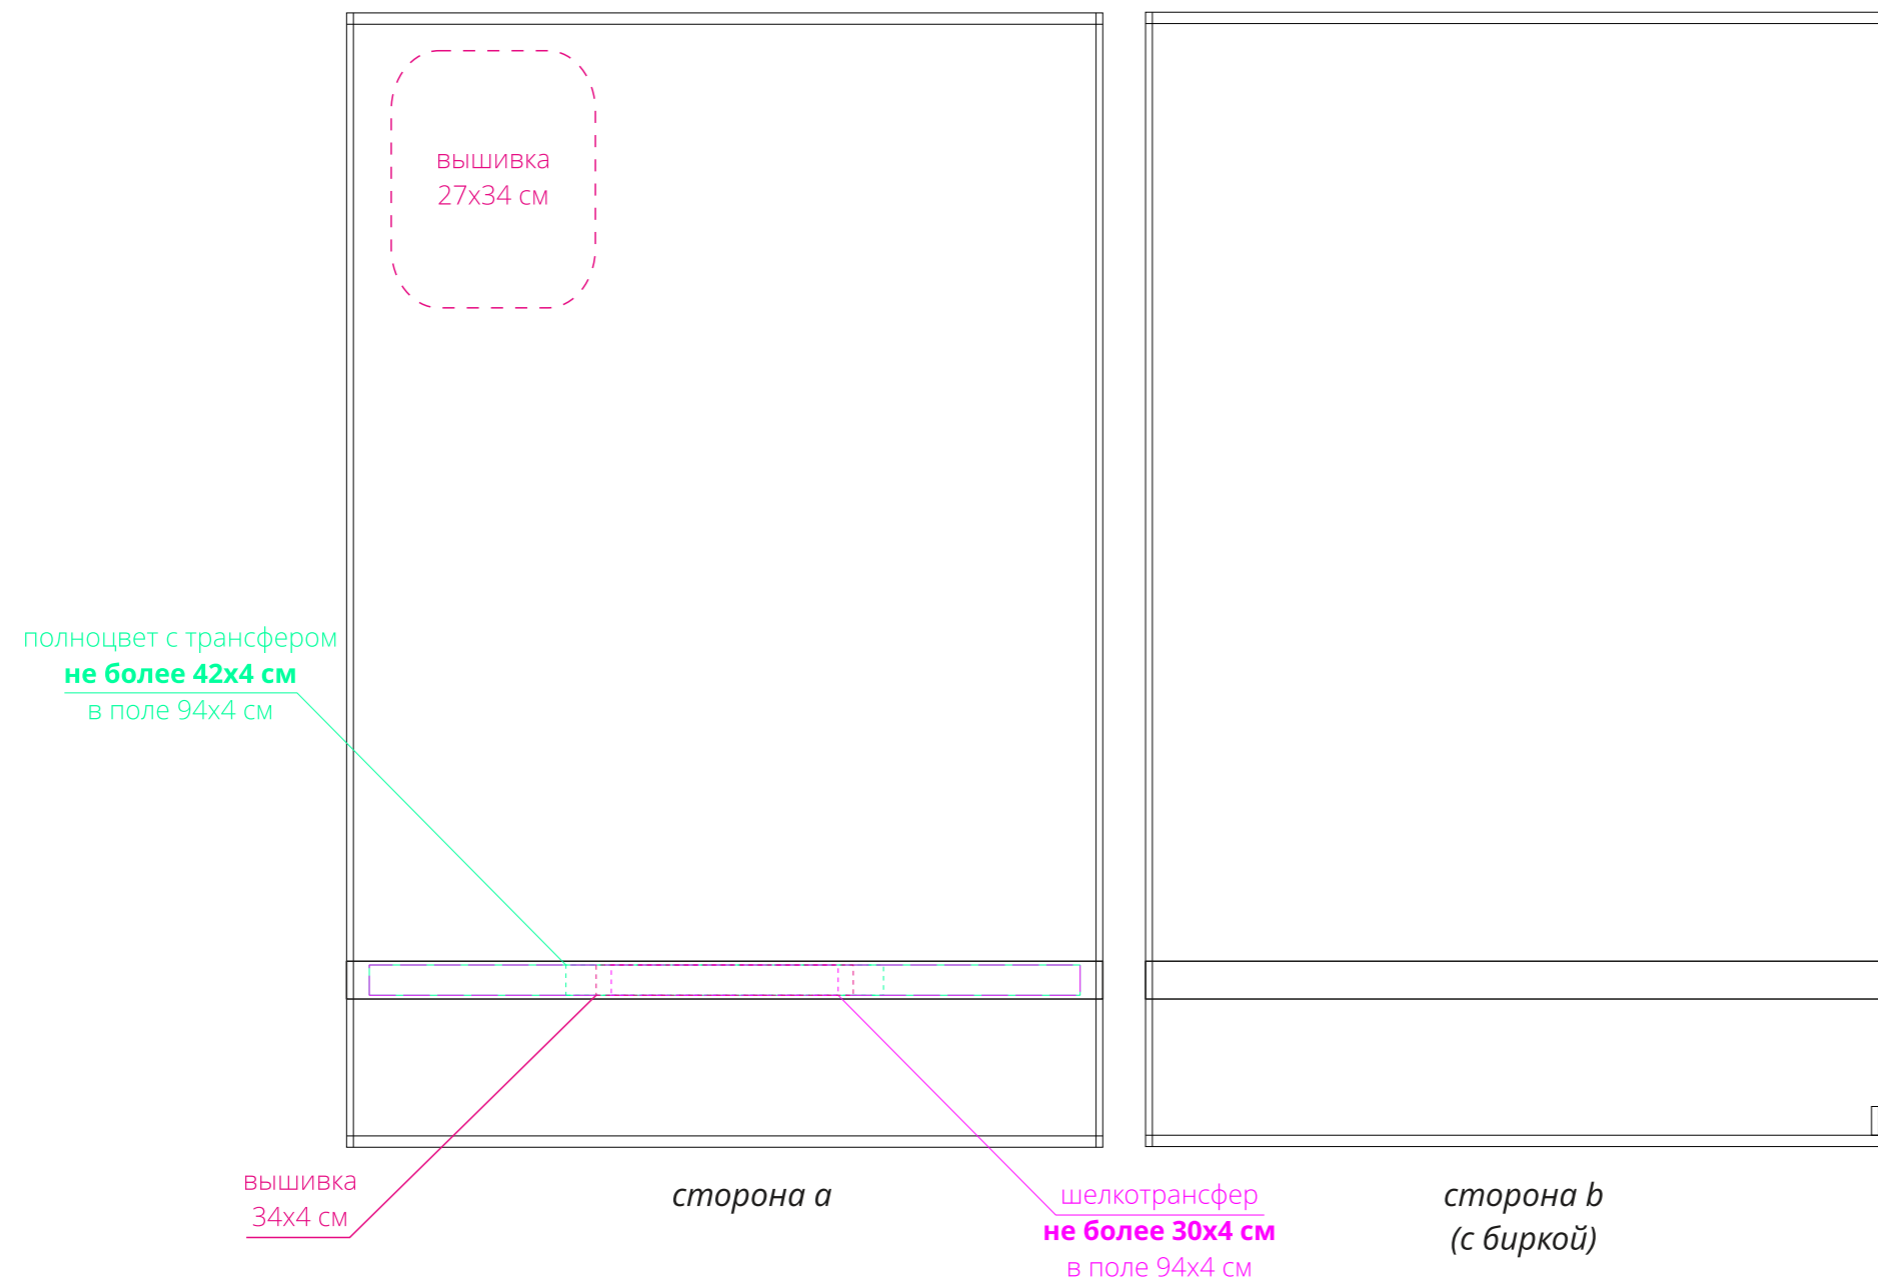 вышивка
27х34 см
полноцвет с трансфером
не более 42х4 см
в поле 94х4 см
вышивка
34х4 см
сторона a
шелкотрансфер
не более 30х4 см
в поле 94х4 см
сторона b
(с биркой)